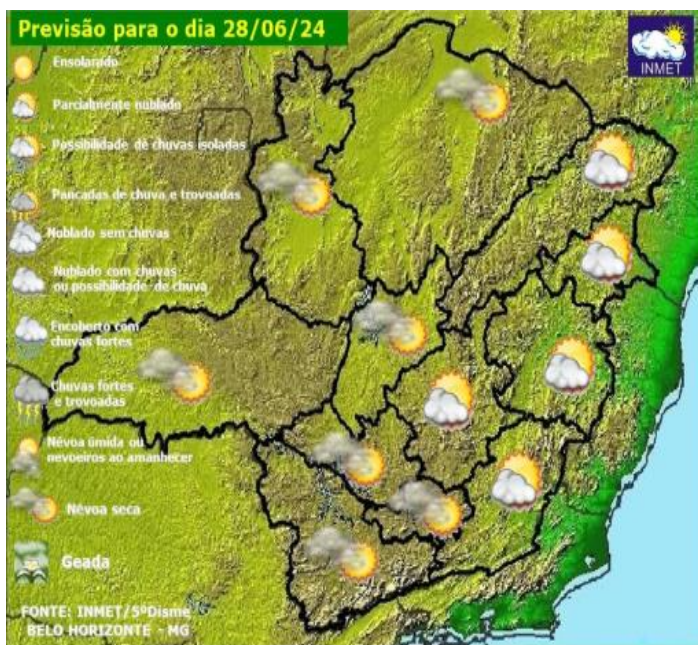 Previsão para o dia 28/06/24
INMET
Ensolarado
Parcialmente nublado
Possibilidade de chuvas isoladas
Pancadas de chuva e trovoadas
Nublado sem chuvas
Nublado com chuvas
ou possibilidade de chuva
Encoberto com
chuvas fortes
Chuvas fortes
e trovoadas
Névoa úmida ou
nevoeiros ao amanhecer
Névoa seca
Geada
FONTE: INMET/5ºDisme
BELO HORIZONTE - MG